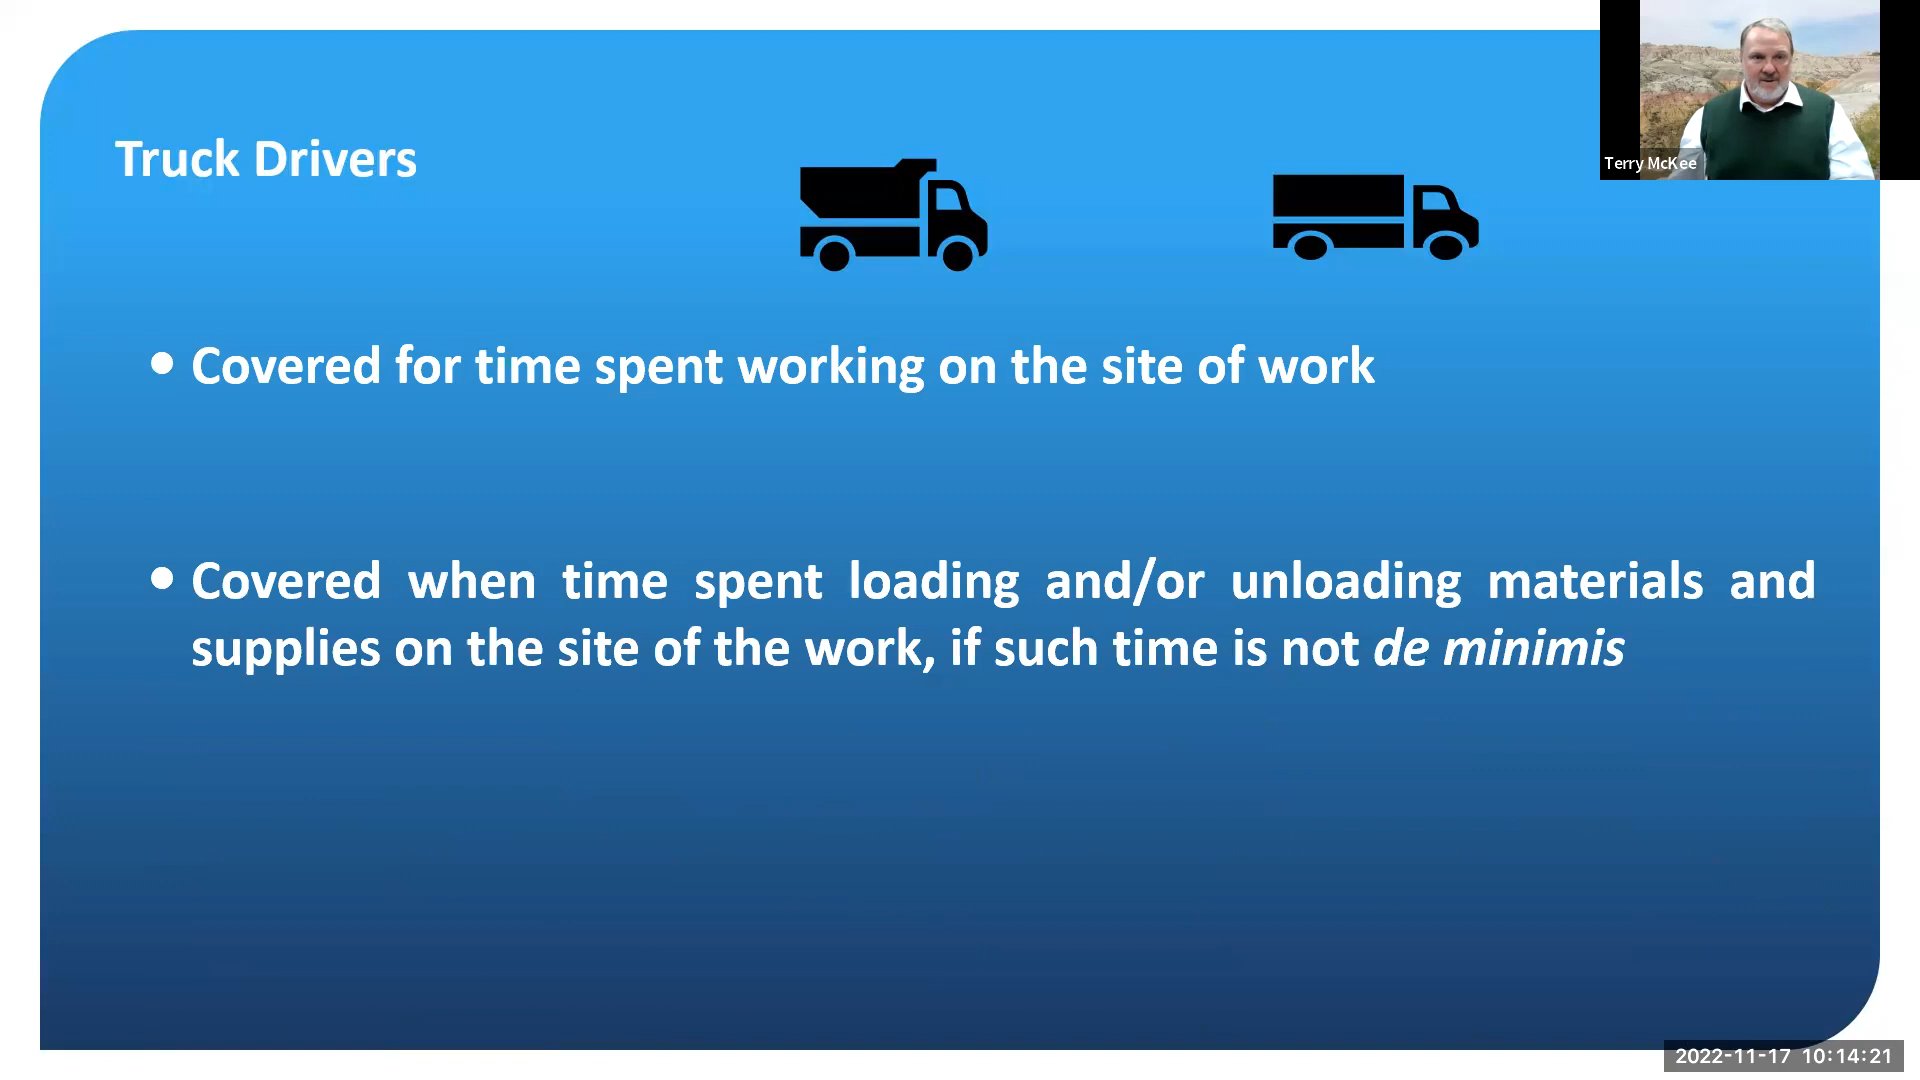 Terry McKee
Truck Drivers
• Covered for time spent working on the site of work
• Covered when time spent loading and/or unloading materials and
supplies on the site of the work, if such time is not de minimis
2022-11-17 10:14:21